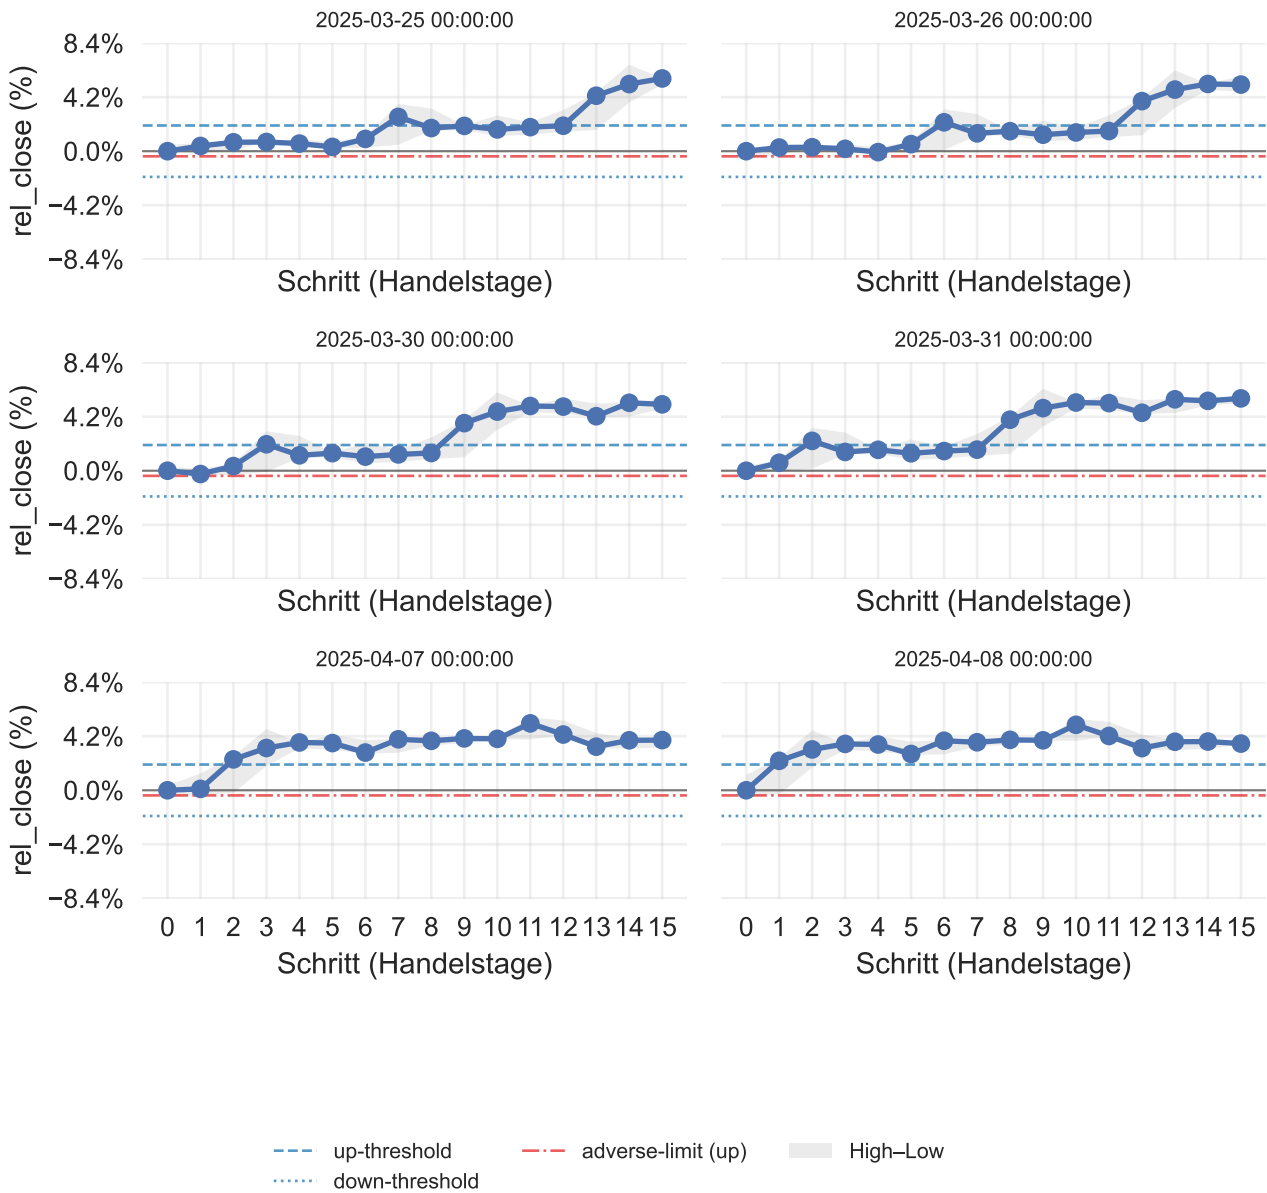 2025-03-25 00:00:00 2025-03-26 00:00:00
8.4%
4.2%
0.0%
−4.2%
−8.4%
rel_close (%)
Schritt (Handelstage) Schritt (Handelstage)
2025-03-30 00:00:00 2025-03-31 00:00:00
8.4%
4.2%
0.0%
−4.2%
−8.4%
rel_close (%)
Schritt (Handelstage) Schritt (Handelstage)
2025-04-07 00:00:00 2025-04-08 00:00:00
8.4%
4.2%
0.0%
−4.2%
−8.4%
rel_close (%)
0 1 2 3 4 5 6 7 8 9 10 11 12 13 14 15 0 1 2 3 4 5 6 7 8 9 10 11 12 13 14 15
Schritt (Handelstage) Schritt (Handelstage)
up-threshold adverse-limit (up) High–Low
down-threshold